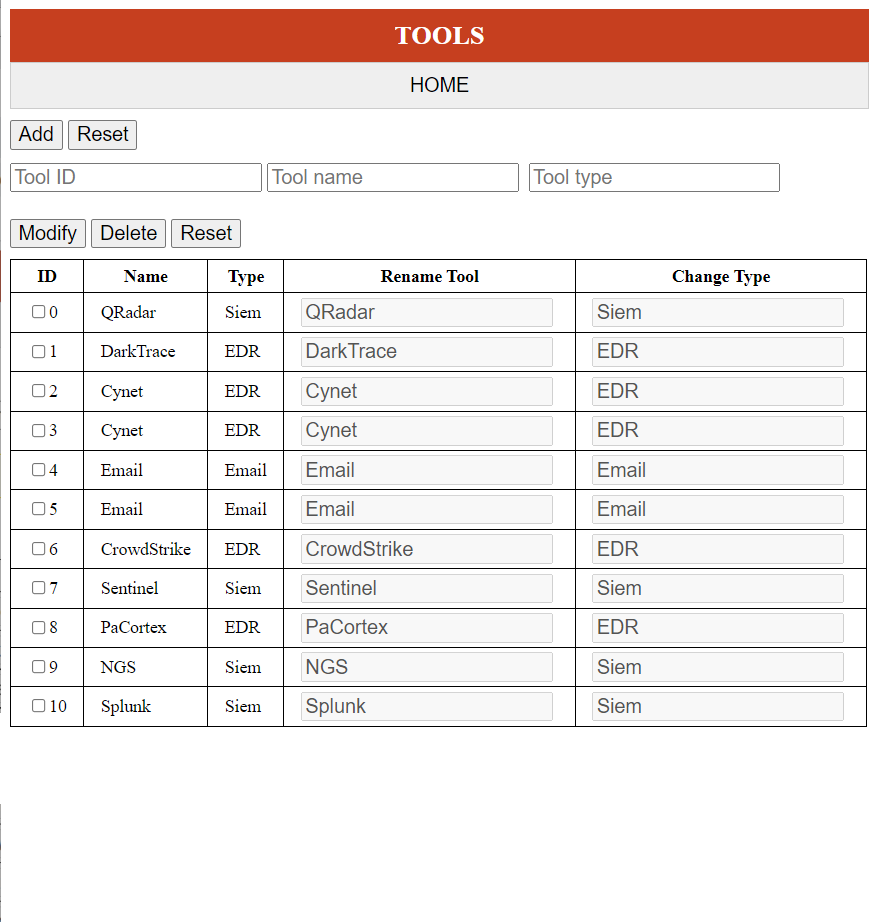 TOOLS
HOME
Add Reset
Tool ID Tool name Tool type
Modify Delete Reset
ID Name Type Rename Tool Change Type
0 QRadar Siem QRadar Siem
1 DarkTrace EDR DarkTrace EDR
2 Cynet EDR Cynet EDR
3 Cynet EDR Cynet EDR
4 Email Email Email Email
5 Email Email Email Email
6 CrowdStrike EDR CrowdStrike EDR
7 Sentinel Siem Sentinel Siem
8 PaCortex EDR PaCortex EDR
9 NGS Siem NGS Siem
10 Splunk Siem Splunk Siem